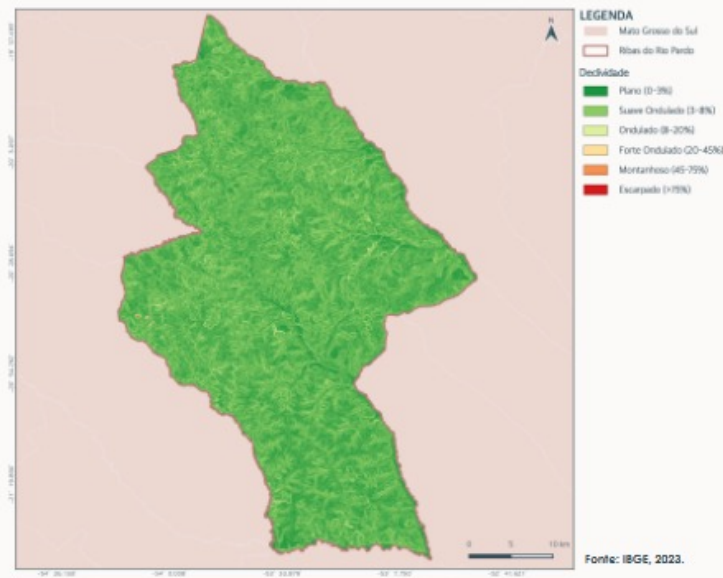 N
LEGENDA
Mato Grosso do Sul
Ribas do Rio Pardo
Declividade
Plano (0-3%)
Suave Ondulado (3-8%)
Ondulado (8-20%)
Forte Ondulado (20-45%)
Montanhoso (45-75%)
Escarpado (>75%)
0 5 10 km
Fonte: IBGE, 2023.